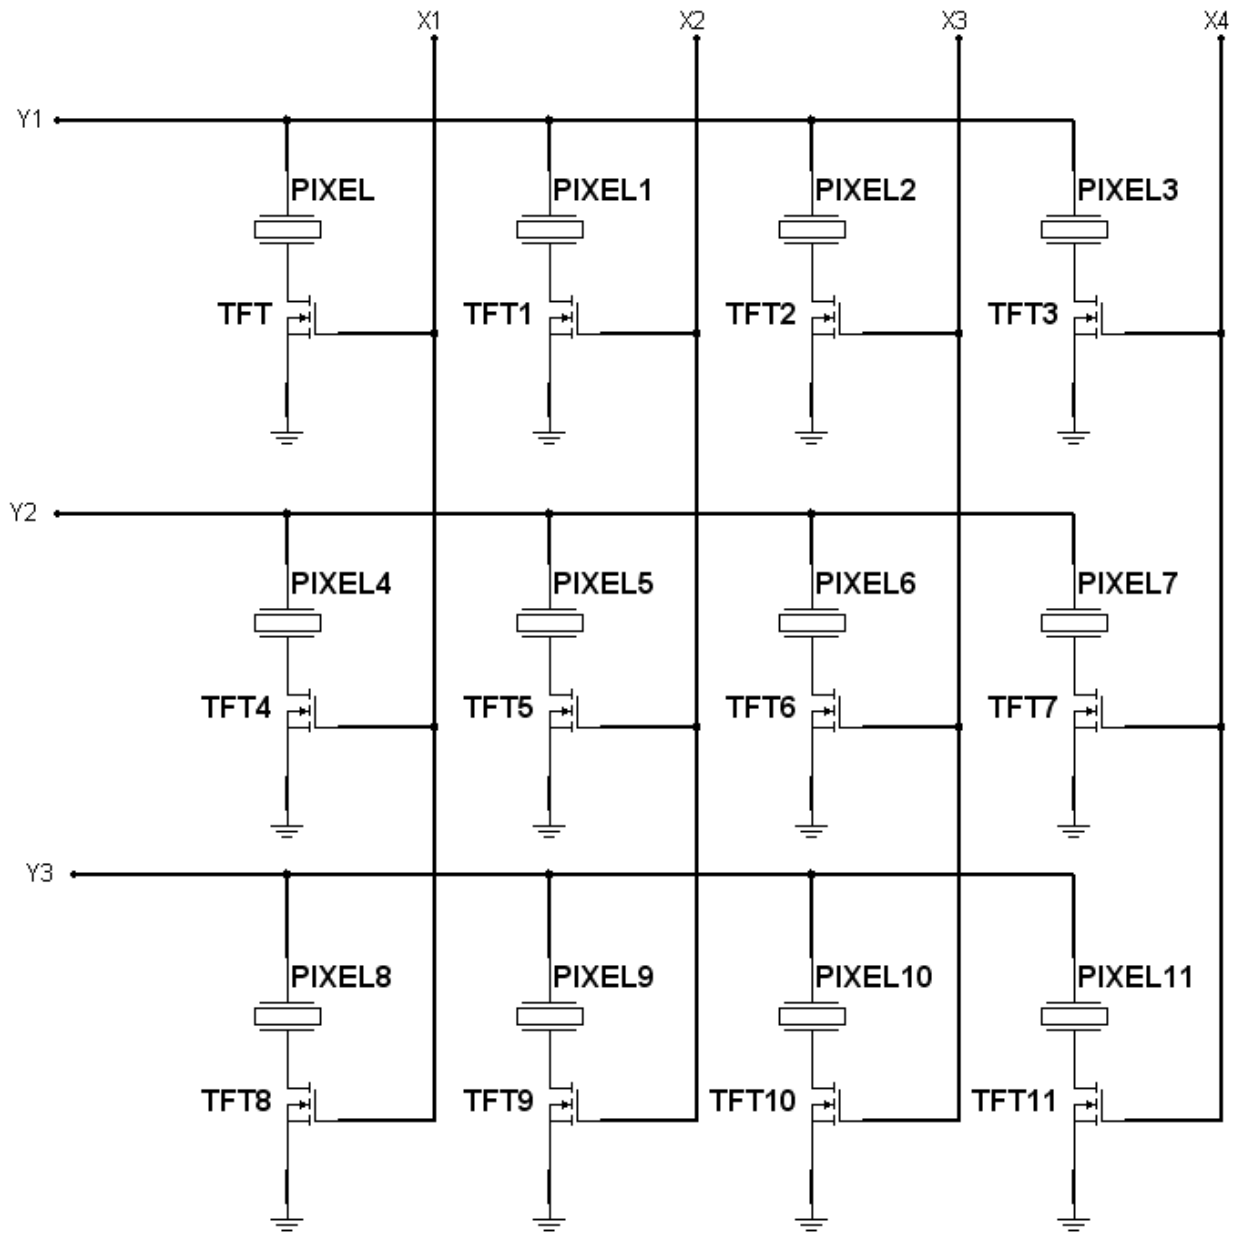 X1 X2 X3 X4
Y1
PIXEL PIXEL1 PIXEL2 PIXEL3
TFT TFT1 TFT2 TFT3
Y2
PIXEL4 PIXEL5 PIXEL6 PIXEL7
TFT4 TFT5 TFT6 TFT7
Y3
PIXEL8 PIXEL9 PIXEL10 PIXEL11
TFT8 TFT9 TFT10 TFT11